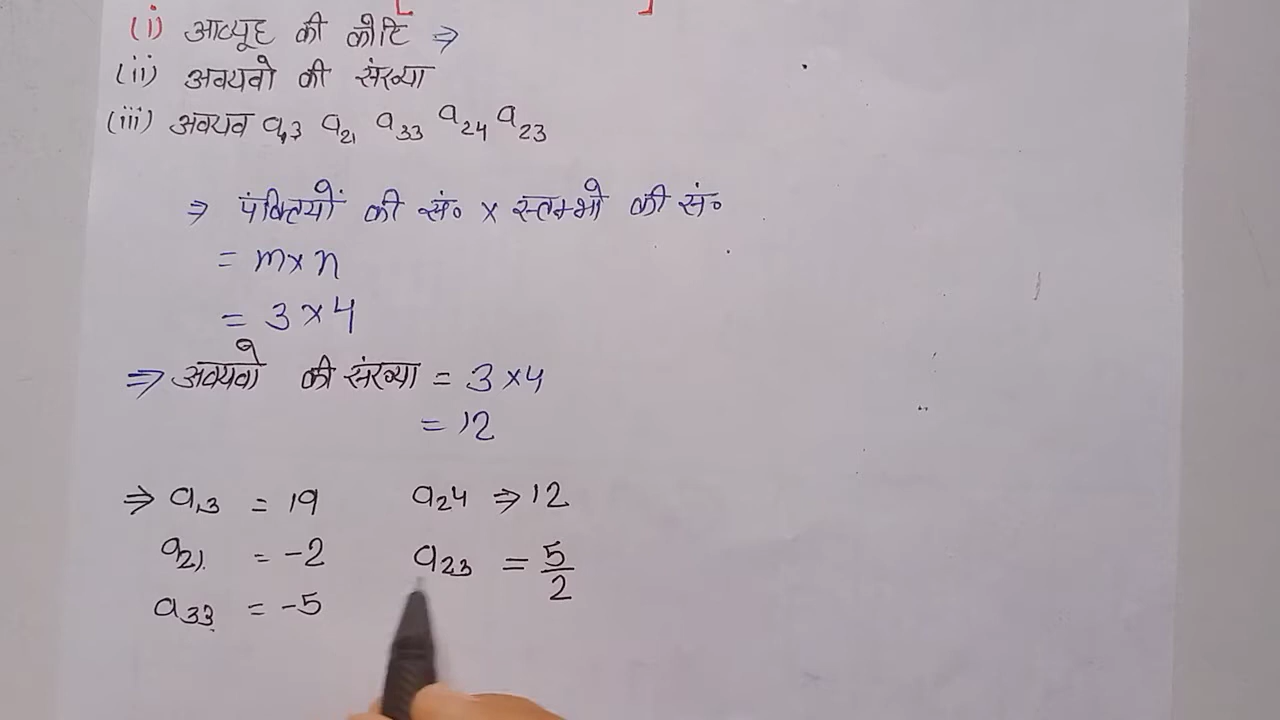 (i) आव्यूह की कोटि ⇒
(ii) अवयवो की संख्या
(iii) अवयव a13 a21 a33 a24 a23
⇒ पंक्तियों की सं० × स्तम्भो की सं०
= m×n
= 3×4
⇒ अवयवो की संख्या = 3×4
= 12
⇒ a13 = 19 a24 ⇒ 12
a21 = -2 a23 = 5/2
a33 = -5